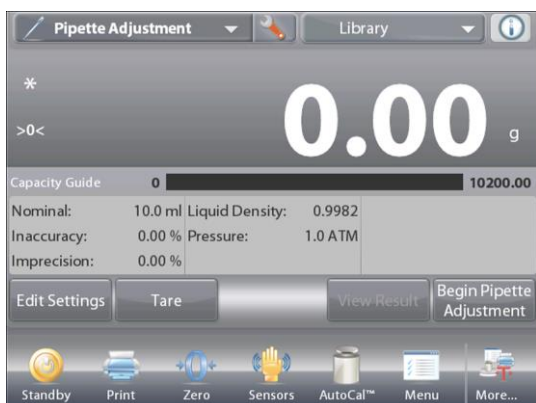 Pipette Adjustment Library
*
>0<
0.00 g
Capacity Guide 0 10200.00
Nominal: 10.0 ml Liquid Density: 0.9982
Inaccuracy: 0.00 % Pressure: 1.0 ATM
Imprecision: 0.00 %
Edit Settings Tare View Result Begin Pipette
Adjustment
Standby Print Zero Sensors AutoCal™ Menu More...